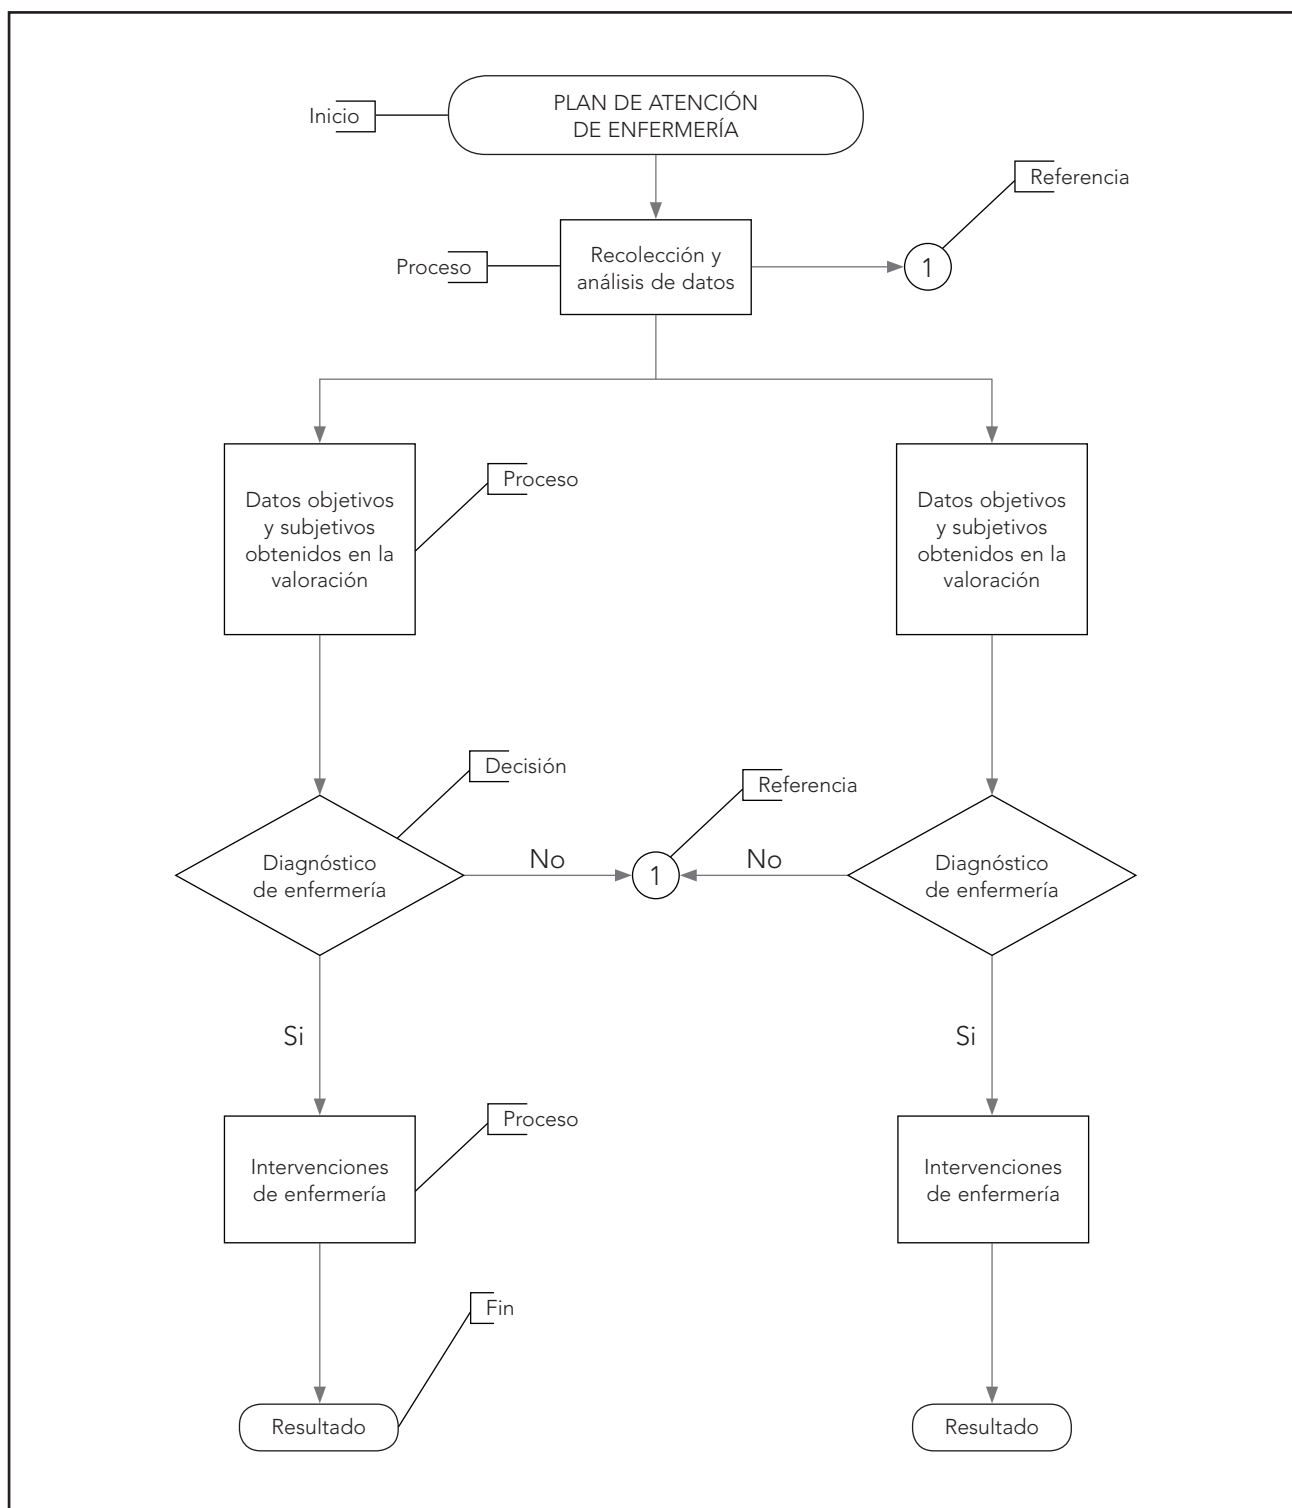 PLAN DE ATENCIÓN
DE ENFERMERÍA
Inicio
Referencia
Proceso
Recolección y
análisis de datos
1
Datos objetivos
y subjetivos
obtenidos en la
valoración
Proceso
Datos objetivos
y subjetivos
obtenidos en la
valoración
Decisión
Referencia
Diagnóstico
de enfermería
No
1
No
Diagnóstico
de enfermería
Si
Si
Proceso
Intervenciones
de enfermería
Intervenciones
de enfermería
Fin
Resultado
Resultado